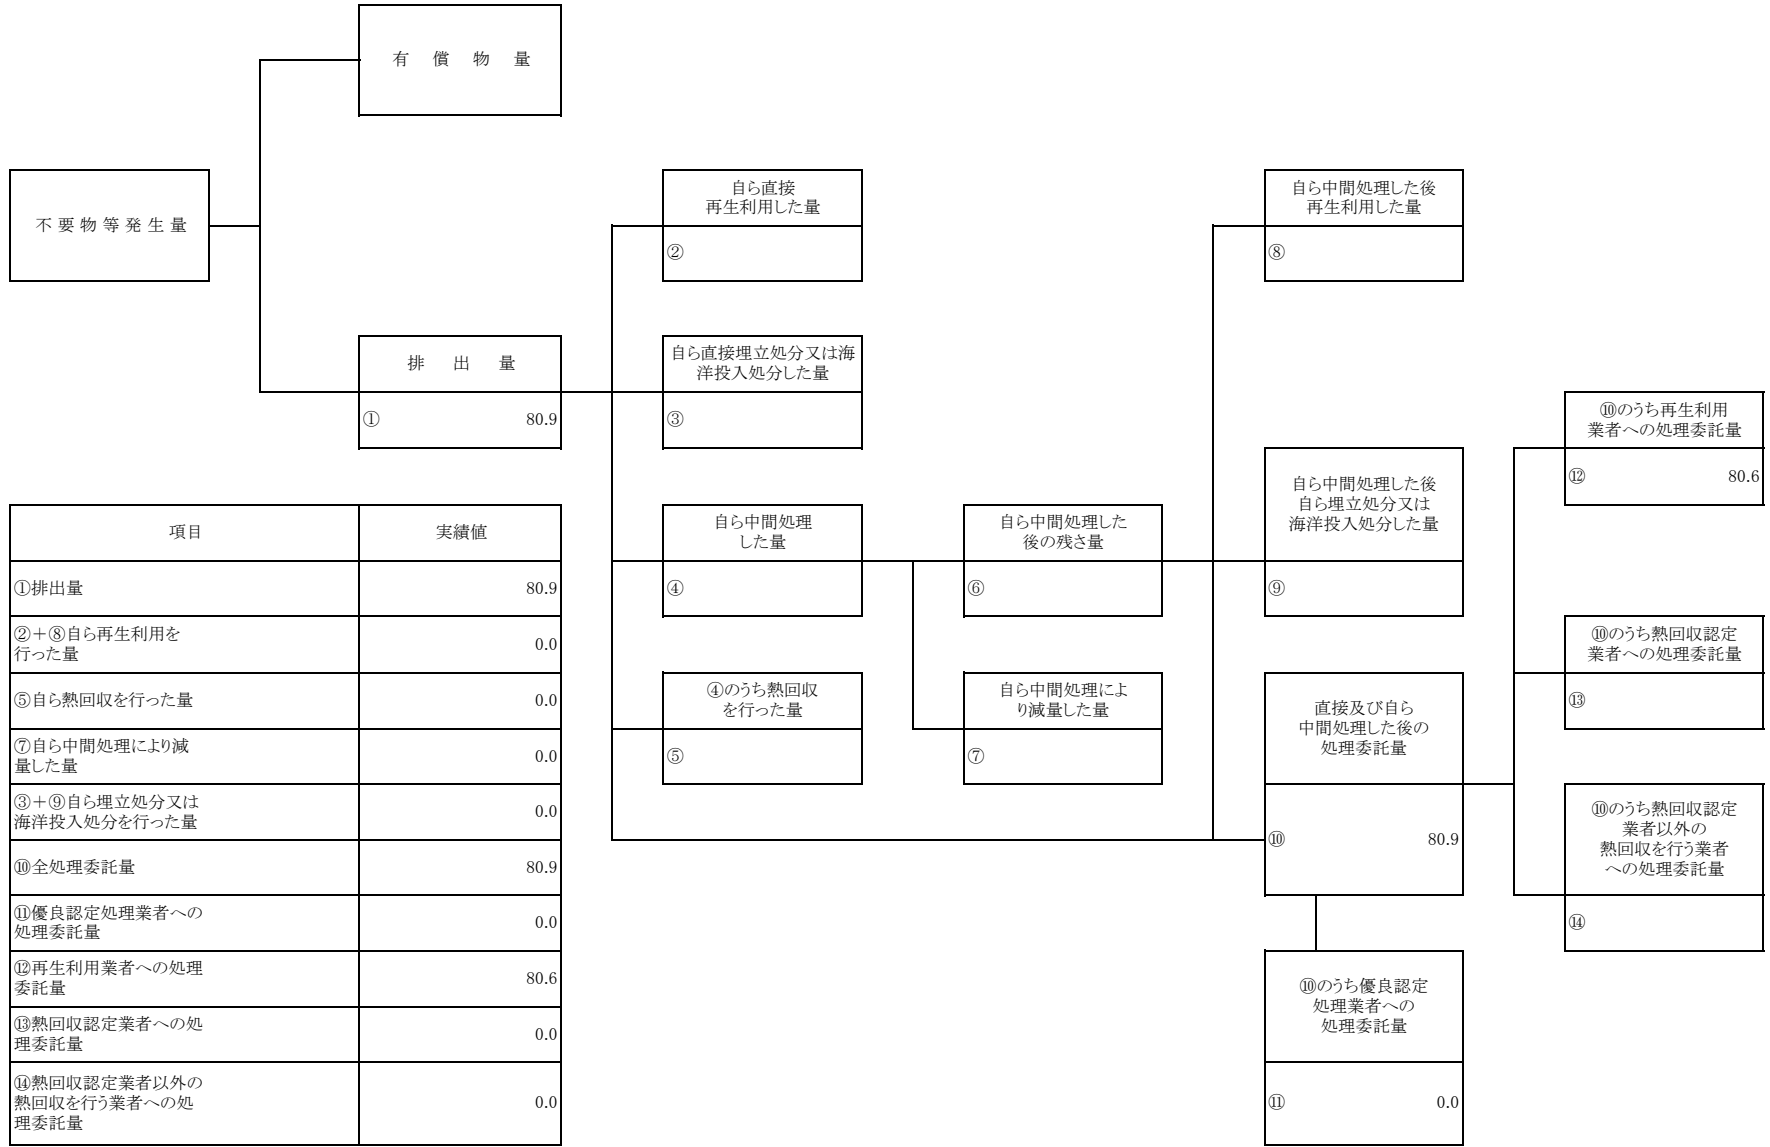 有 償 物 量
不 要 物 等 発 生 量
排 出 量
① 80.9
自ら直接
再生利用した量
②
自ら直接埋立処分又は海
洋投入処分した量
③
自ら中間処理
した量
④
④のうち熱回収
を行った量
⑤
自ら中間処理した
後の残さ量
⑥
自ら中間処理によ
り減量した量
⑦
自ら中間処理した後
再生利用した量
⑧
自ら中間処理した後
自ら埋立処分又は
海洋投入処分した量
⑨
直接及び自ら
中間処理した後の
処理委託量
⑩ 80.9
⑩のうち優良認定
処理業者への
処理委託量
⑪ 0.0
⑩のうち再生利用
業者への処理委託量
⑫ 80.6
⑩のうち熱回収認定
業者への処理委託量
⑬
⑩のうち熱回収認定
業者以外の
熱回収を行う業者
への処理委託量
⑭
項目 実績値
①排出量 80.9
②＋⑧自ら再生利用を
行った量 0.0
⑤自ら熱回収を行った量 0.0
⑦自ら中間処理により減
量した量 0.0
③＋⑨自ら埋立処分又は
海洋投入処分を行った量 0.0
⑩全処理委託量 80.9
⑪優良認定処理業者への
処理委託量 0.0
⑫再生利用業者への処理
委託量 80.6
⑬熱回収認定業者への処
理委託量 0.0
⑭熱回収認定業者以外の
熱回収を行う業者への処
理委託量 0.0